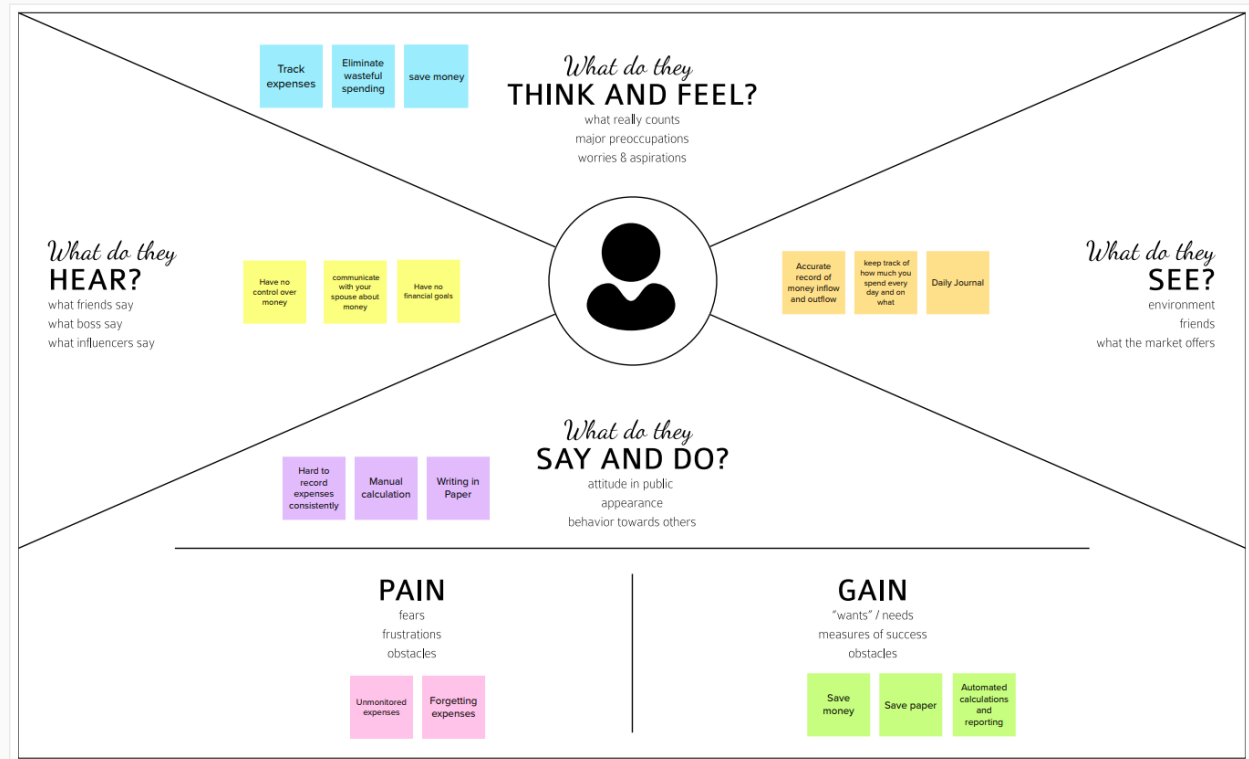 Track
expenses
Eliminate
wasteful
spending
save money
What do they
THINK AND FEEL?
what really counts
major preoccupations
worries & aspirations
What do they
HEAR?
what friends say
what boss say
what influencers say
Have no
control over
money
communicate
with your
spouse about
money
Have no
financial goals
Accurate
record of
money inflow
and outflow
keep track of
how much you
spend every
day and on
what
Daily Journal
What do they
SEE?
environment
friends
what the market offers
What do they
SAY AND DO?
attitude in public
appearance
behavior towards others
Hard to
record
expenses
consistently
Manual
calculation
Writing in
Paper
PAIN
fears
frustrations
obstacles
Unmonitored
expenses
Forgetting
expenses
GAIN
"wants" / needs
measures of success
obstacles
Save
money
Save paper
Automated
calculations
and
reporting